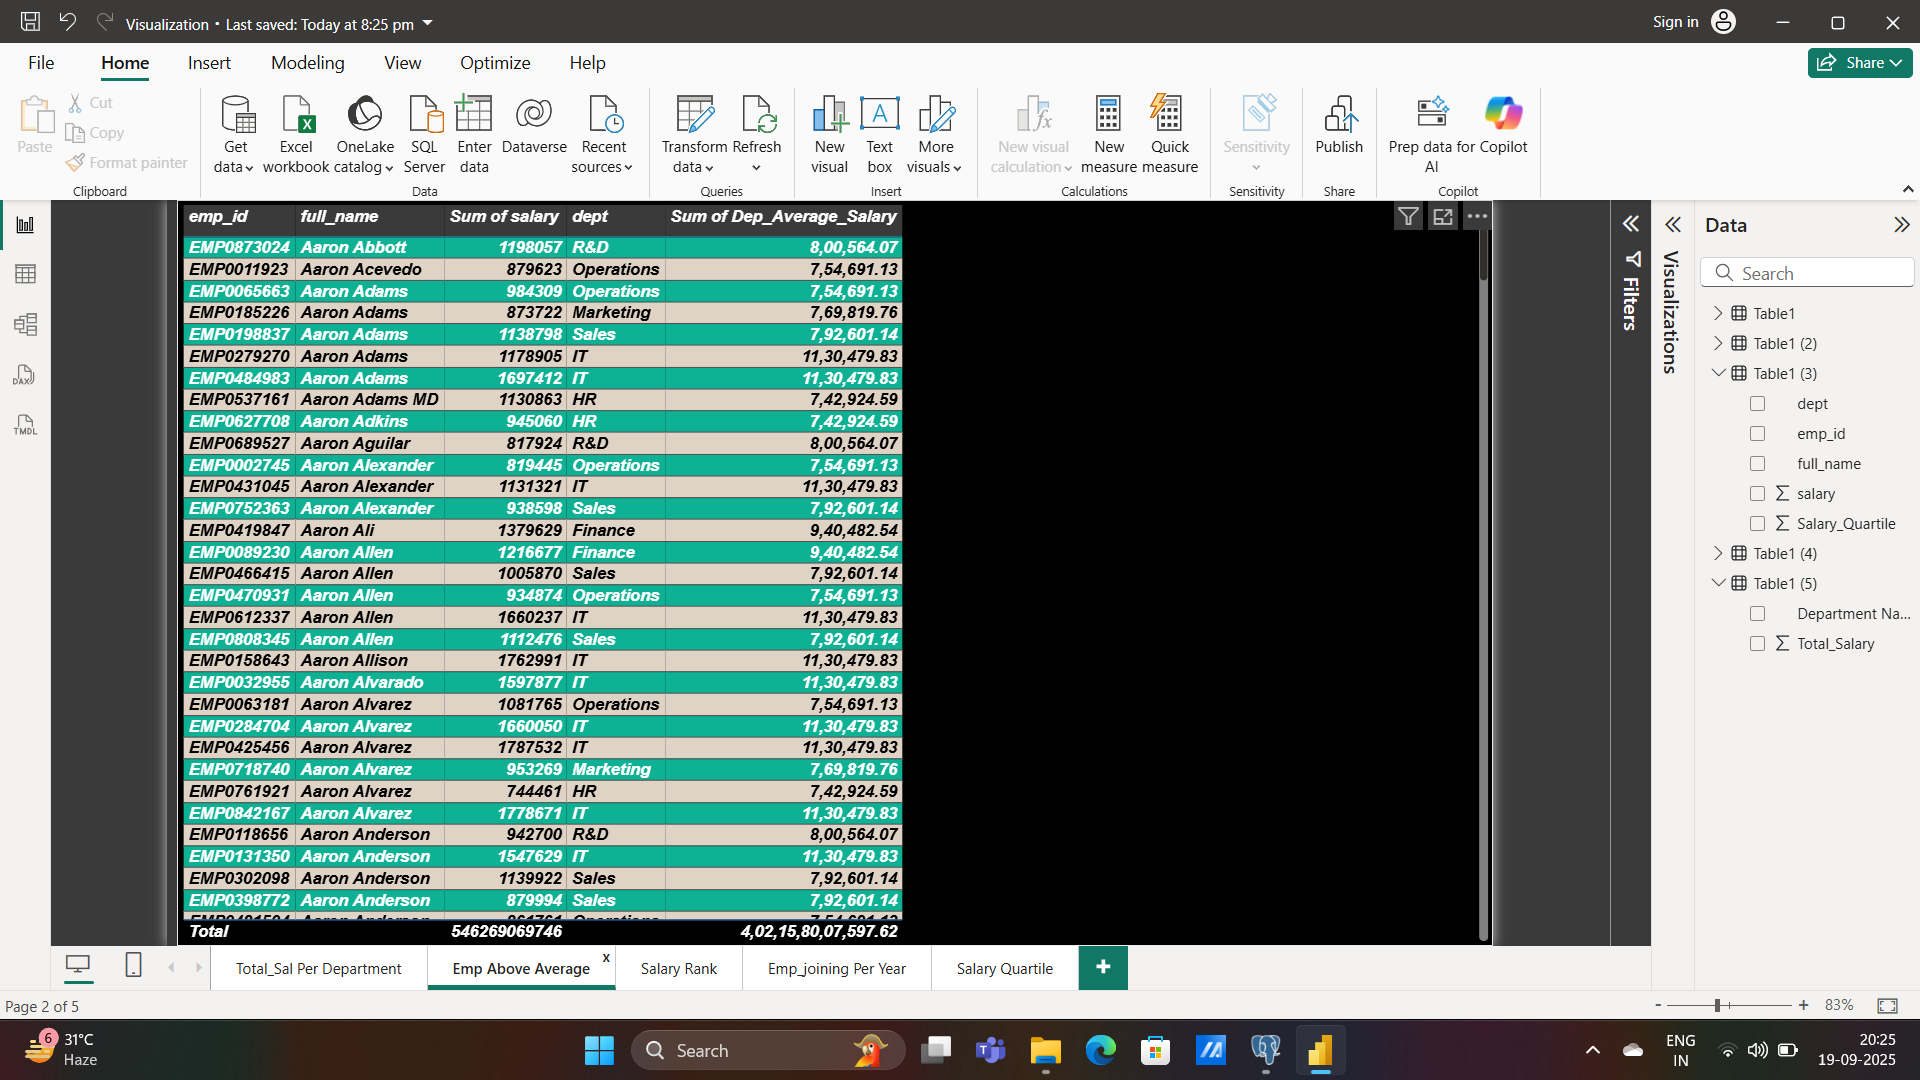 Visualization • Last saved: Today at 8:25 pm
Sign in
File Home Insert Modeling View Optimize Help
Share
Paste
Cut
Copy
Format painter
Clipboard
Get data
Excel workbook
OneLake catalog
SQL Server
Enter data
Dataverse
Recent sources
Data
Transform data
Refresh
Queries
New visual
Text box
More visuals
Insert
New visual calculation
New measure
Quick measure
Calculations
Sensitivity
Sensitivity
Publish
Share
Prep data for AI
Copilot
Copilot
DAX
TMDL
emp_id full_name Sum of salary dept Sum of Dep_Average_Salary
EMP0873024 Aaron Abbott 1198057 R&D 8,00,564.07
EMP0011923 Aaron Acevedo 879623 Operations 7,54,691.13
EMP0065663 Aaron Adams 984309 Operations 7,54,691.13
EMP0185226 Aaron Adams 873722 Marketing 7,69,819.76
EMP0198837 Aaron Adams 1138798 Sales 7,92,601.14
EMP0279270 Aaron Adams 1178905 IT 11,30,479.83
EMP0484983 Aaron Adams 1697412 IT 11,30,479.83
EMP0537161 Aaron Adams MD 1130863 HR 7,42,924.59
EMP0627708 Aaron Adkins 945060 HR 7,42,924.59
EMP0689527 Aaron Aguilar 817924 R&D 8,00,564.07
EMP0002745 Aaron Alexander 819445 Operations 7,54,691.13
EMP0431045 Aaron Alexander 1131321 IT 11,30,479.83
EMP0752363 Aaron Alexander 938598 Sales 7,92,601.14
EMP0419847 Aaron Ali 1379629 Finance 9,40,482.54
EMP0089230 Aaron Allen 1216677 Finance 9,40,482.54
EMP0466415 Aaron Allen 1005870 Sales 7,92,601.14
EMP0470931 Aaron Allen 934874 Operations 7,54,691.13
EMP0612337 Aaron Allen 1660237 IT 11,30,479.83
EMP0808345 Aaron Allen 1112476 Sales 7,92,601.14
EMP0158643 Aaron Allison 1762991 IT 11,30,479.83
EMP0032955 Aaron Alvarado 1597877 IT 11,30,479.83
EMP0063181 Aaron Alvarez 1081765 Operations 7,54,691.13
EMP0284704 Aaron Alvarez 1660050 IT 11,30,479.83
EMP0425456 Aaron Alvarez 1787532 IT 11,30,479.83
EMP0718740 Aaron Alvarez 953269 Marketing 7,69,819.76
EMP0761921 Aaron Alvarez 744461 HR 7,42,924.59
EMP0842167 Aaron Alvarez 1778671 IT 11,30,479.83
EMP0118656 Aaron Anderson 942700 R&D 8,00,564.07
EMP0131350 Aaron Anderson 1547629 IT 11,30,479.83
EMP0302098 Aaron Anderson 1139922 Sales 7,92,601.14
EMP0398772 Aaron Anderson 879994 Sales 7,92,601.14
Total 546269069746 4,02,15,80,07,597.62
Filters
Visualizations
Data
Search
Table1
Table1 (2)
Table1 (3)
dept
emp_id
full_name
salary
Salary_Quartile
Table1 (4)
Table1 (5)
Department Na...
Total_Salary
Total_Sal Per Department
Emp Above Average x
Salary Rank
Emp_joining Per Year
Salary Quartile
+
Page 2 of 5
- + 83%
6
31°C
Haze
Search
ENG
IN
20:25
19-09-2025